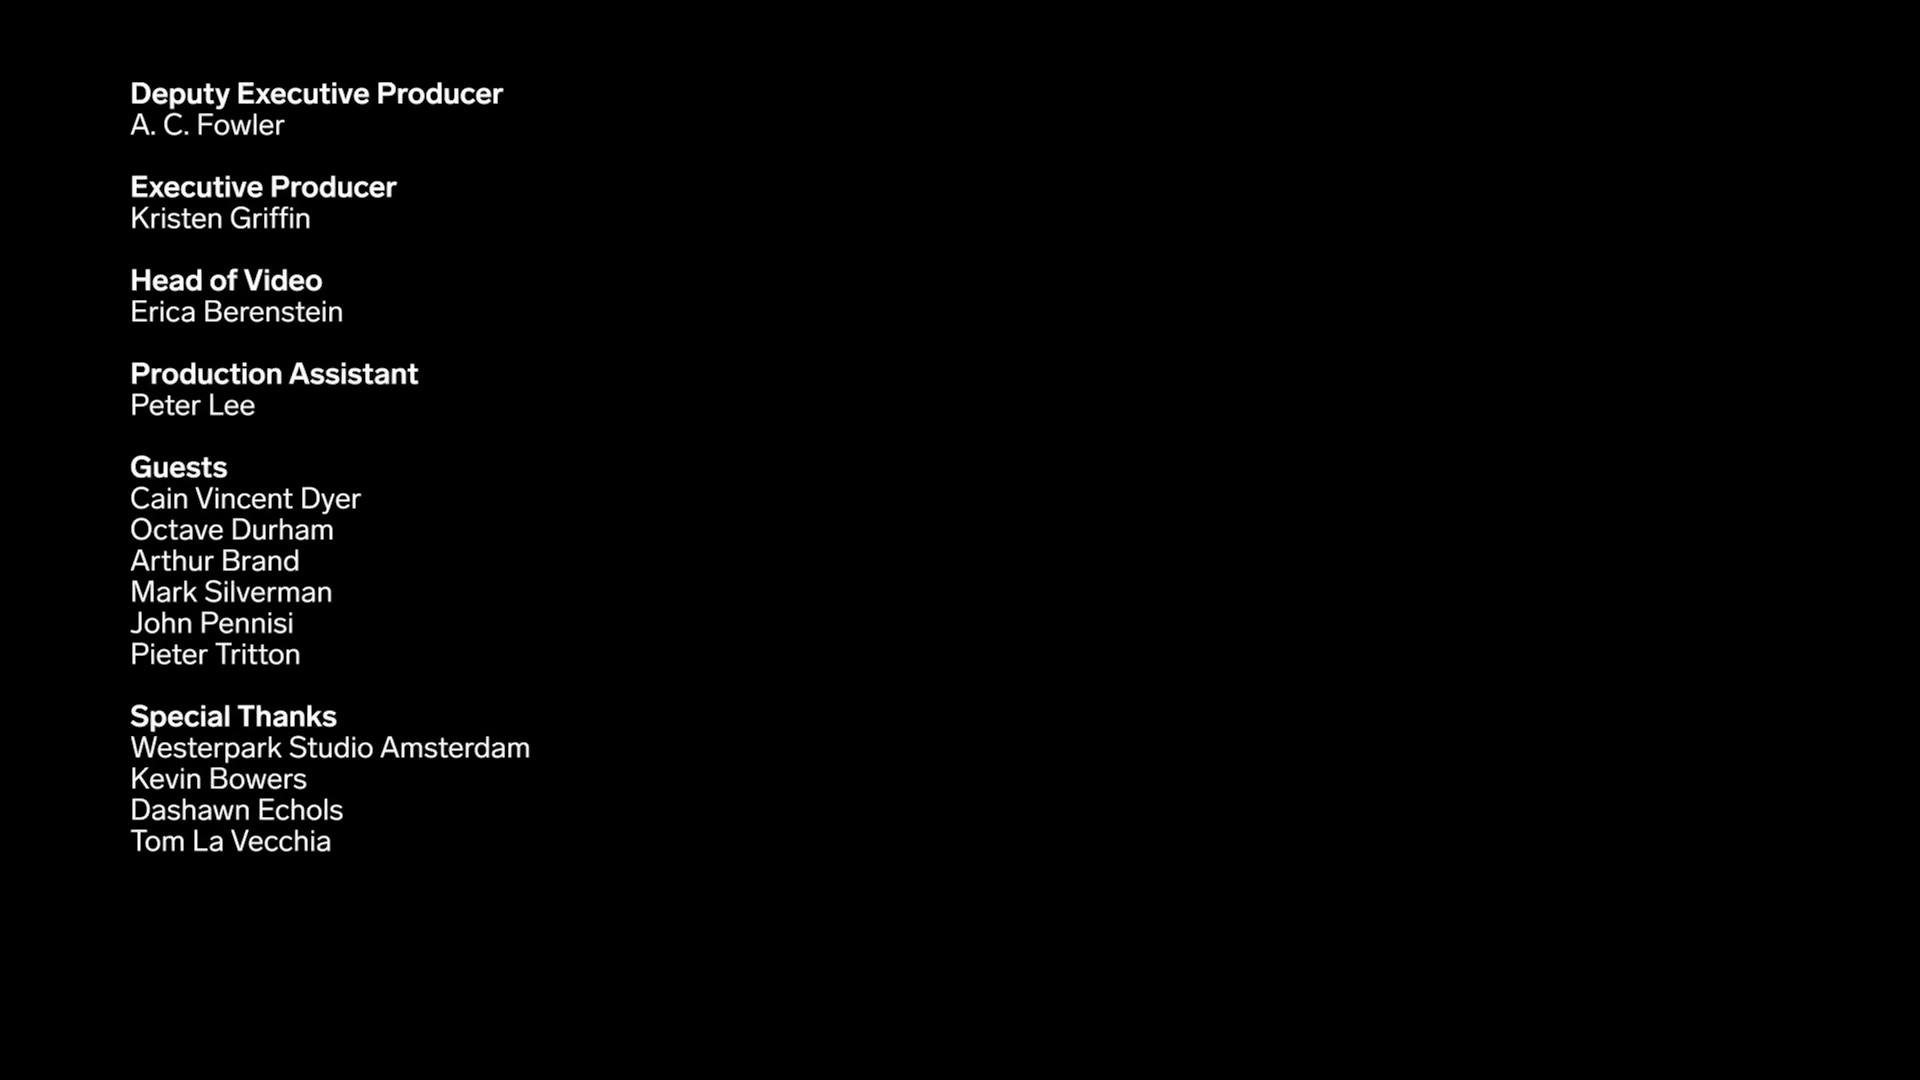 Deputy Executive Producer
A. C. Fowler
Executive Producer
Kristen Griffin
Head of Video
Erica Berenstein
Production Assistant
Peter Lee
Guests
Cain Vincent Dyer
Octave Durham
Arthur Brand
Mark Silverman
John Pennisi
Pieter Tritton
Special Thanks
Westerpark Studio Amsterdam
Kevin Bowers
Dashawn Echols
Tom La Vecchia